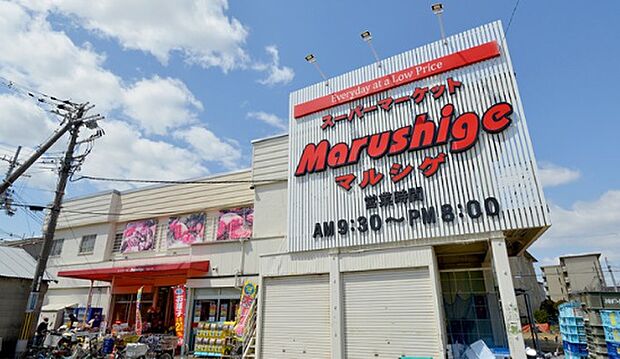 Everyday at a Low Price
スーパーマーケット
Marushige
マルシゲ
営業時間
AM9:30～PM8:00